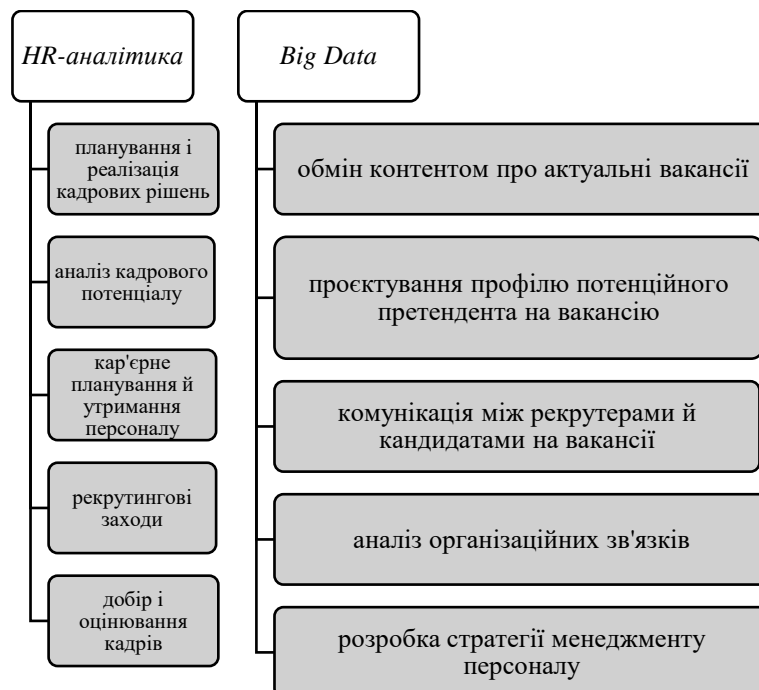 HR-аналітика
планування і
реалізація
кадрових рішень
аналіз кадрового
потенціалу
кар'єрне
планування й
утримання
персоналу
рекрутингові
заходи
добір і
оцінювання
кадрів
Big Data
обмін контентом про актуальні вакансії
проєктування профілю потенційного
претендента на вакансію
комунікація між рекрутерами й
кандидатами на вакансії
аналіз організаційних зв'язків
розробка стратегії менеджменту
персоналу